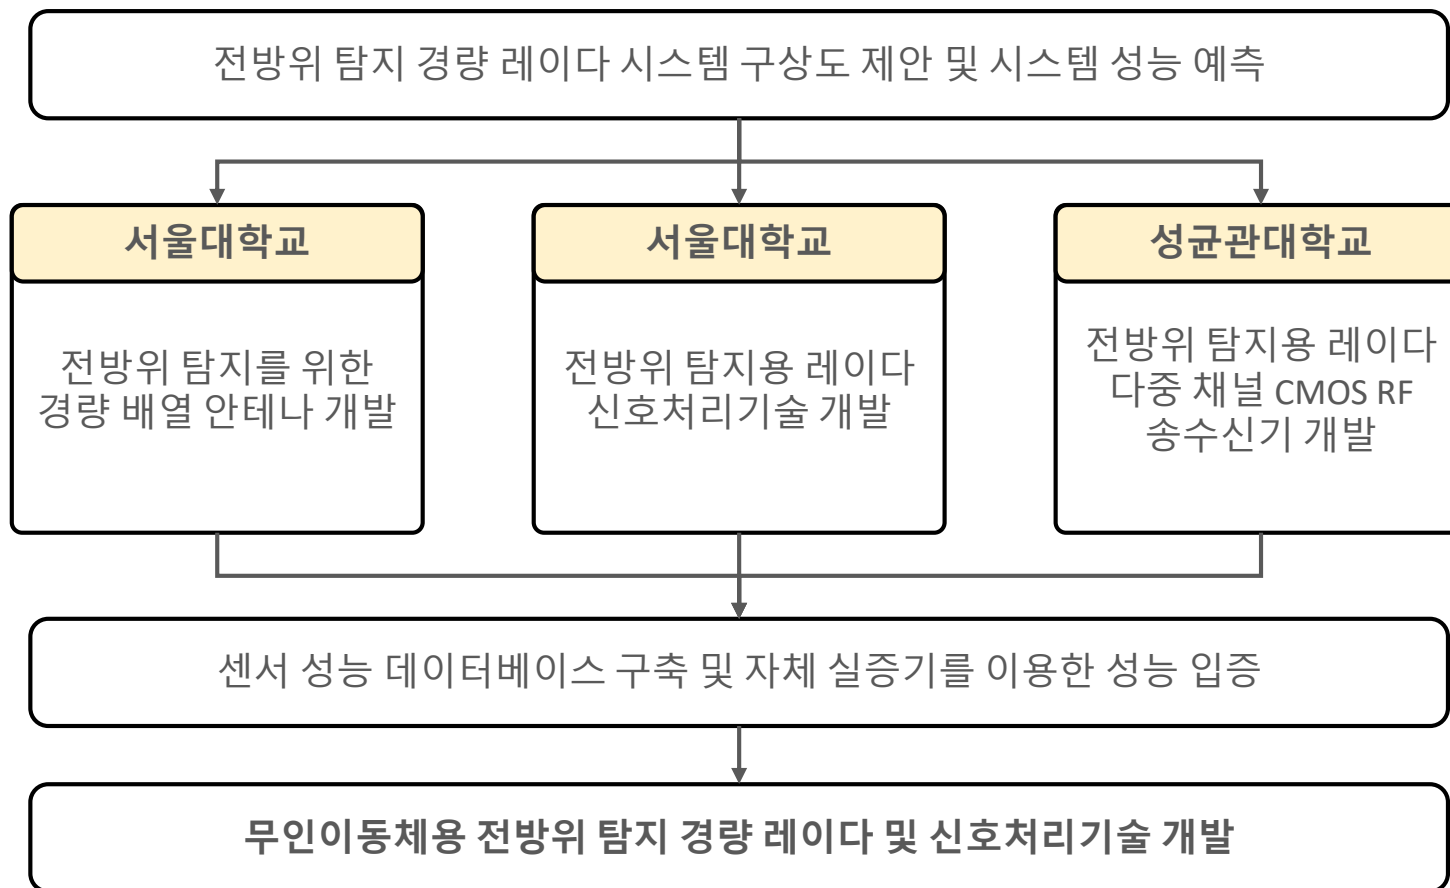 전방위 탐지 경량 레이다 시스템 구상도 제안 및 시스템 성능 예측
서울대학교
전방위 탐지를 위한
경량 배열 안테나 개발
서울대학교
전방위 탐지용 레이다
신호처리기술 개발
성균관대학교
전방위 탐지용 레이다
다중 채널 CMOS RF
송수신기 개발
센서 성능 데이터베이스 구축 및 자체 실증기를 이용한 성능 입증
무인이동체용 전방위 탐지 경량 레이다 및 신호처리기술 개발